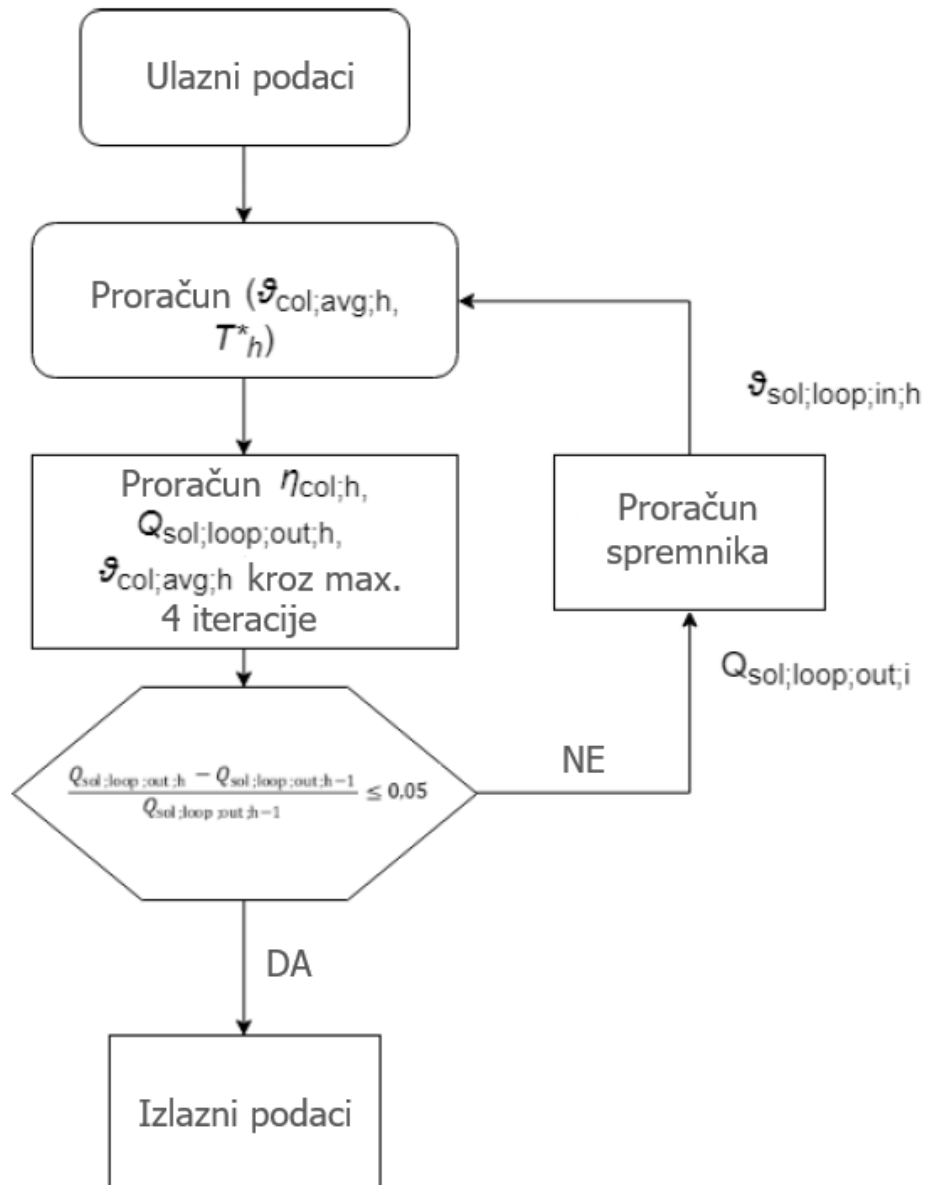 Ulazni podaci
Proračun (ϑcol;avg;h,
T*h)
ϑsol;loop;in;h
Proračun ηcol;h,
Qsol;loop;out;h,
ϑcol;avg;h kroz max.
4 iteracije
Proračun
spremnika
Qsol;loop;out;i
NE
Qsol;loop;out;h − Qsol;loop;out;h−1
Qsol;loop;out;h−1
≤ 0,05
DA
Izlazni podaci